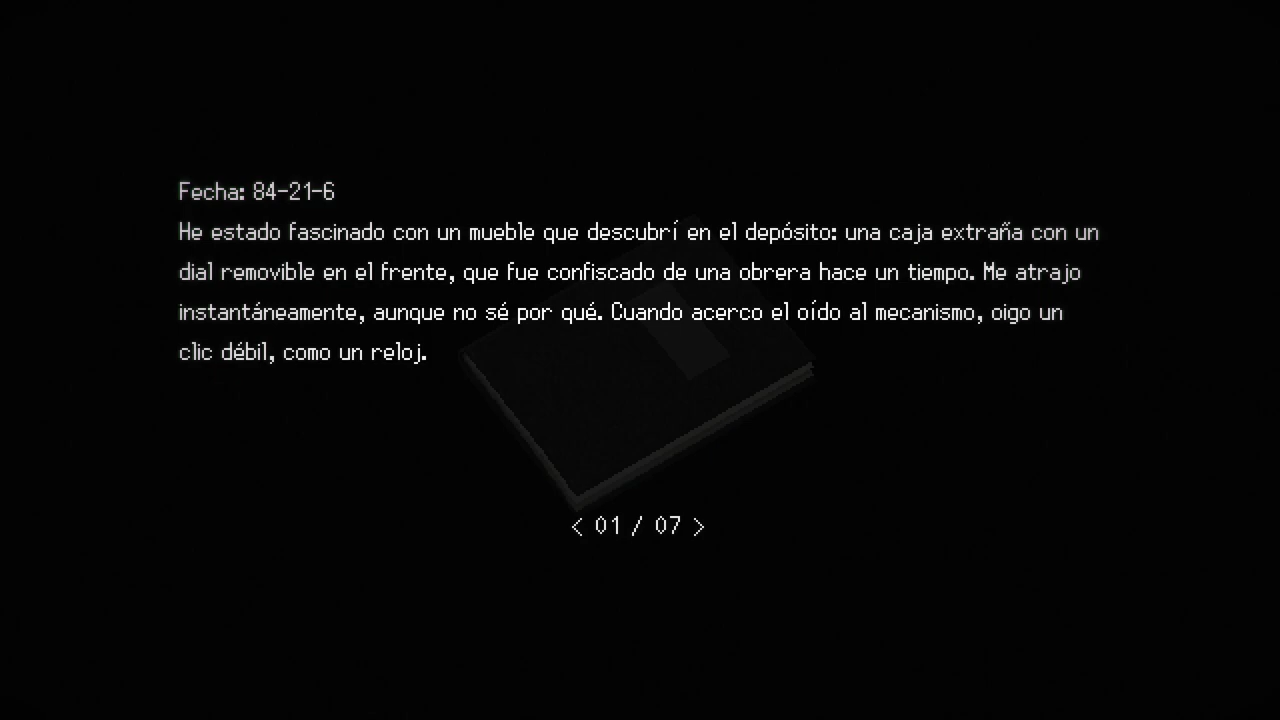 Fecha: 84-21-6
He estado fascinado con un mueble que descubrí en el depósito: una caja extraña con un
dial removible en el frente, que fue confiscado de una obrera hace un tiempo. Me atrajo
instantáneamente, aunque no sé por qué. Cuando acerco el oído al mecanismo, oigo un
clic débil, como un reloj.
< 01 / 07 >